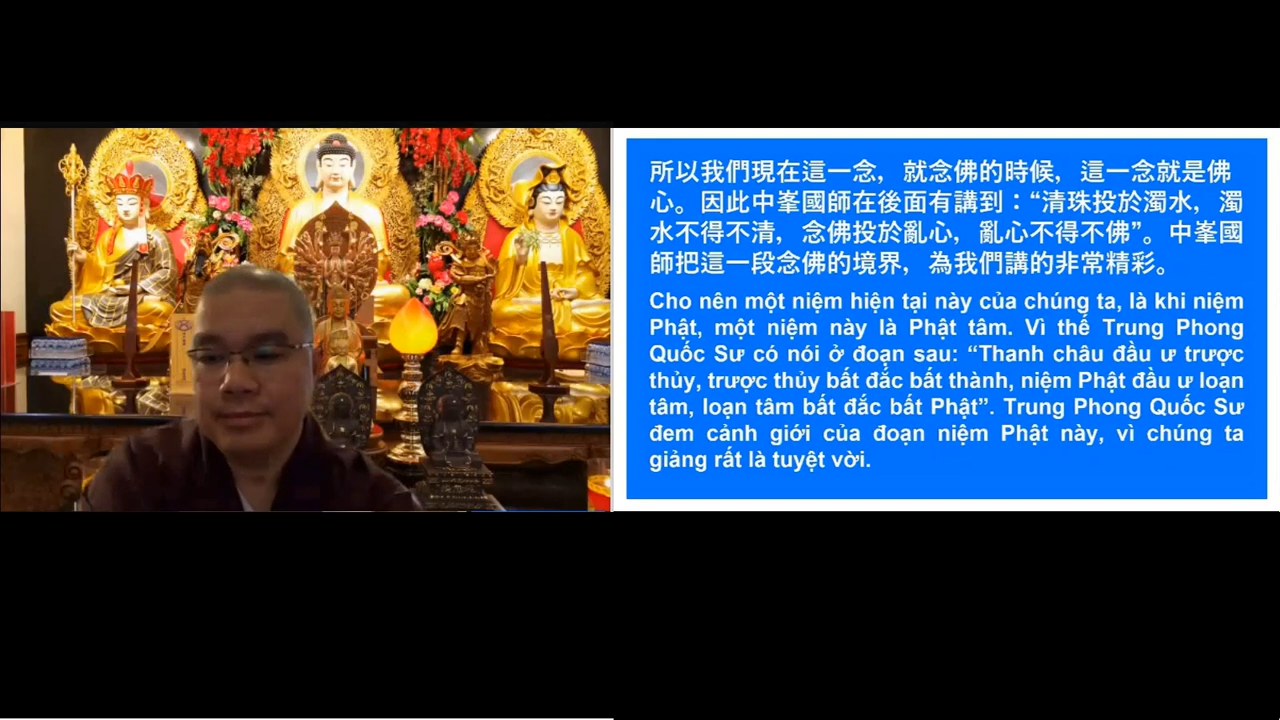 所以我們現在這一念，就念佛的時候，這一念就是佛
心。因此中峯國師在後面有講到：“清珠投於濁水，濁
水不得不清，念佛投於亂心，亂心不得不佛”。中峯國
師把這一段念佛的境界，為我們講的非常精彩。
Cho nên một niệm hiện tại này của chúng ta, là khi niệm
Phật, một niệm này là Phật tâm. Vì thế Trung Phong
Quốc Sư có nói ở đoạn sau: “Thanh châu đầu ư trược
thủy, trược thủy bất đắc bất thành, niệm Phật đầu ư loạn
tâm, loạn tâm bất đắc bất Phật”. Trung Phong Quốc Sư
đem cảnh giới của đoạn niệm Phật này, vì chúng ta
giảng rất là tuyệt vời.